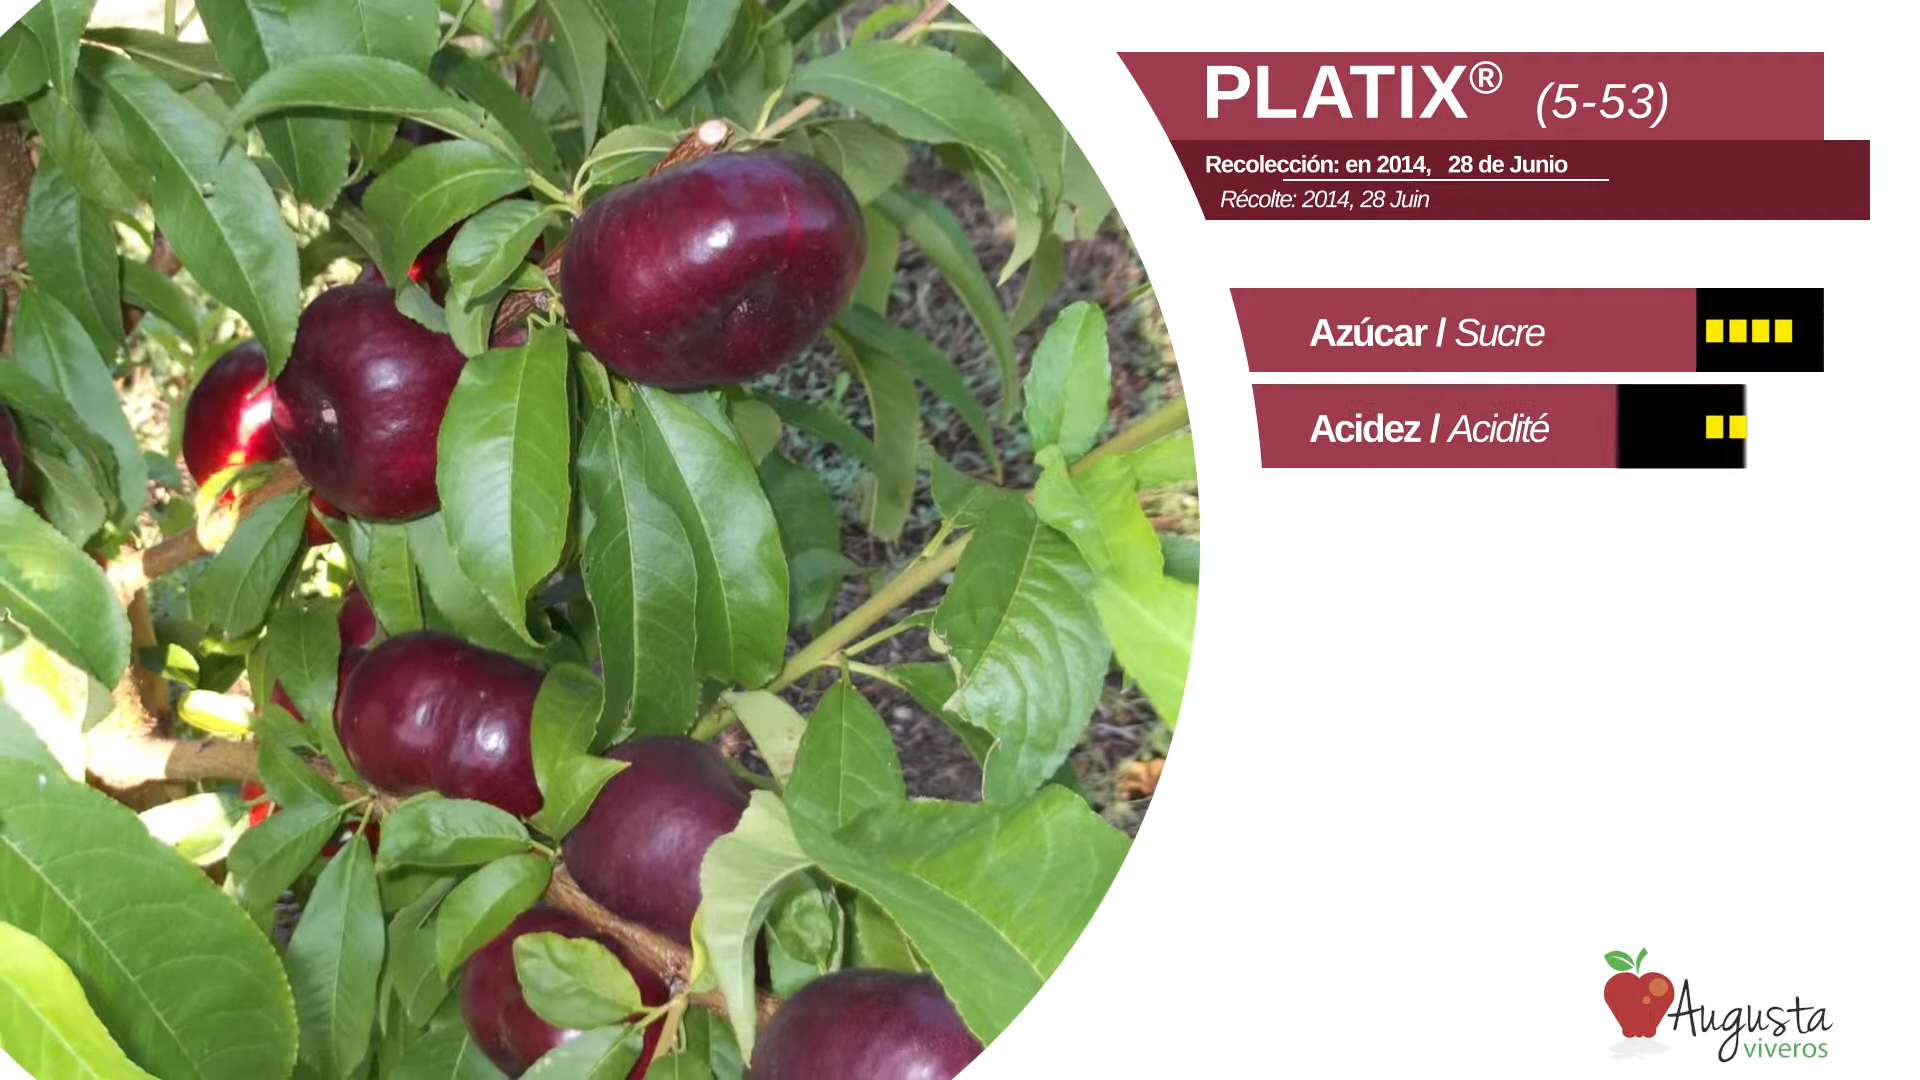 PLATIX® (5-53)
Recolección: en 2014, 28 de Junio
Récolte: 2014, 28 Juin
Azúcar / Sucre
Acidez / Acidité
Augusta
viveros